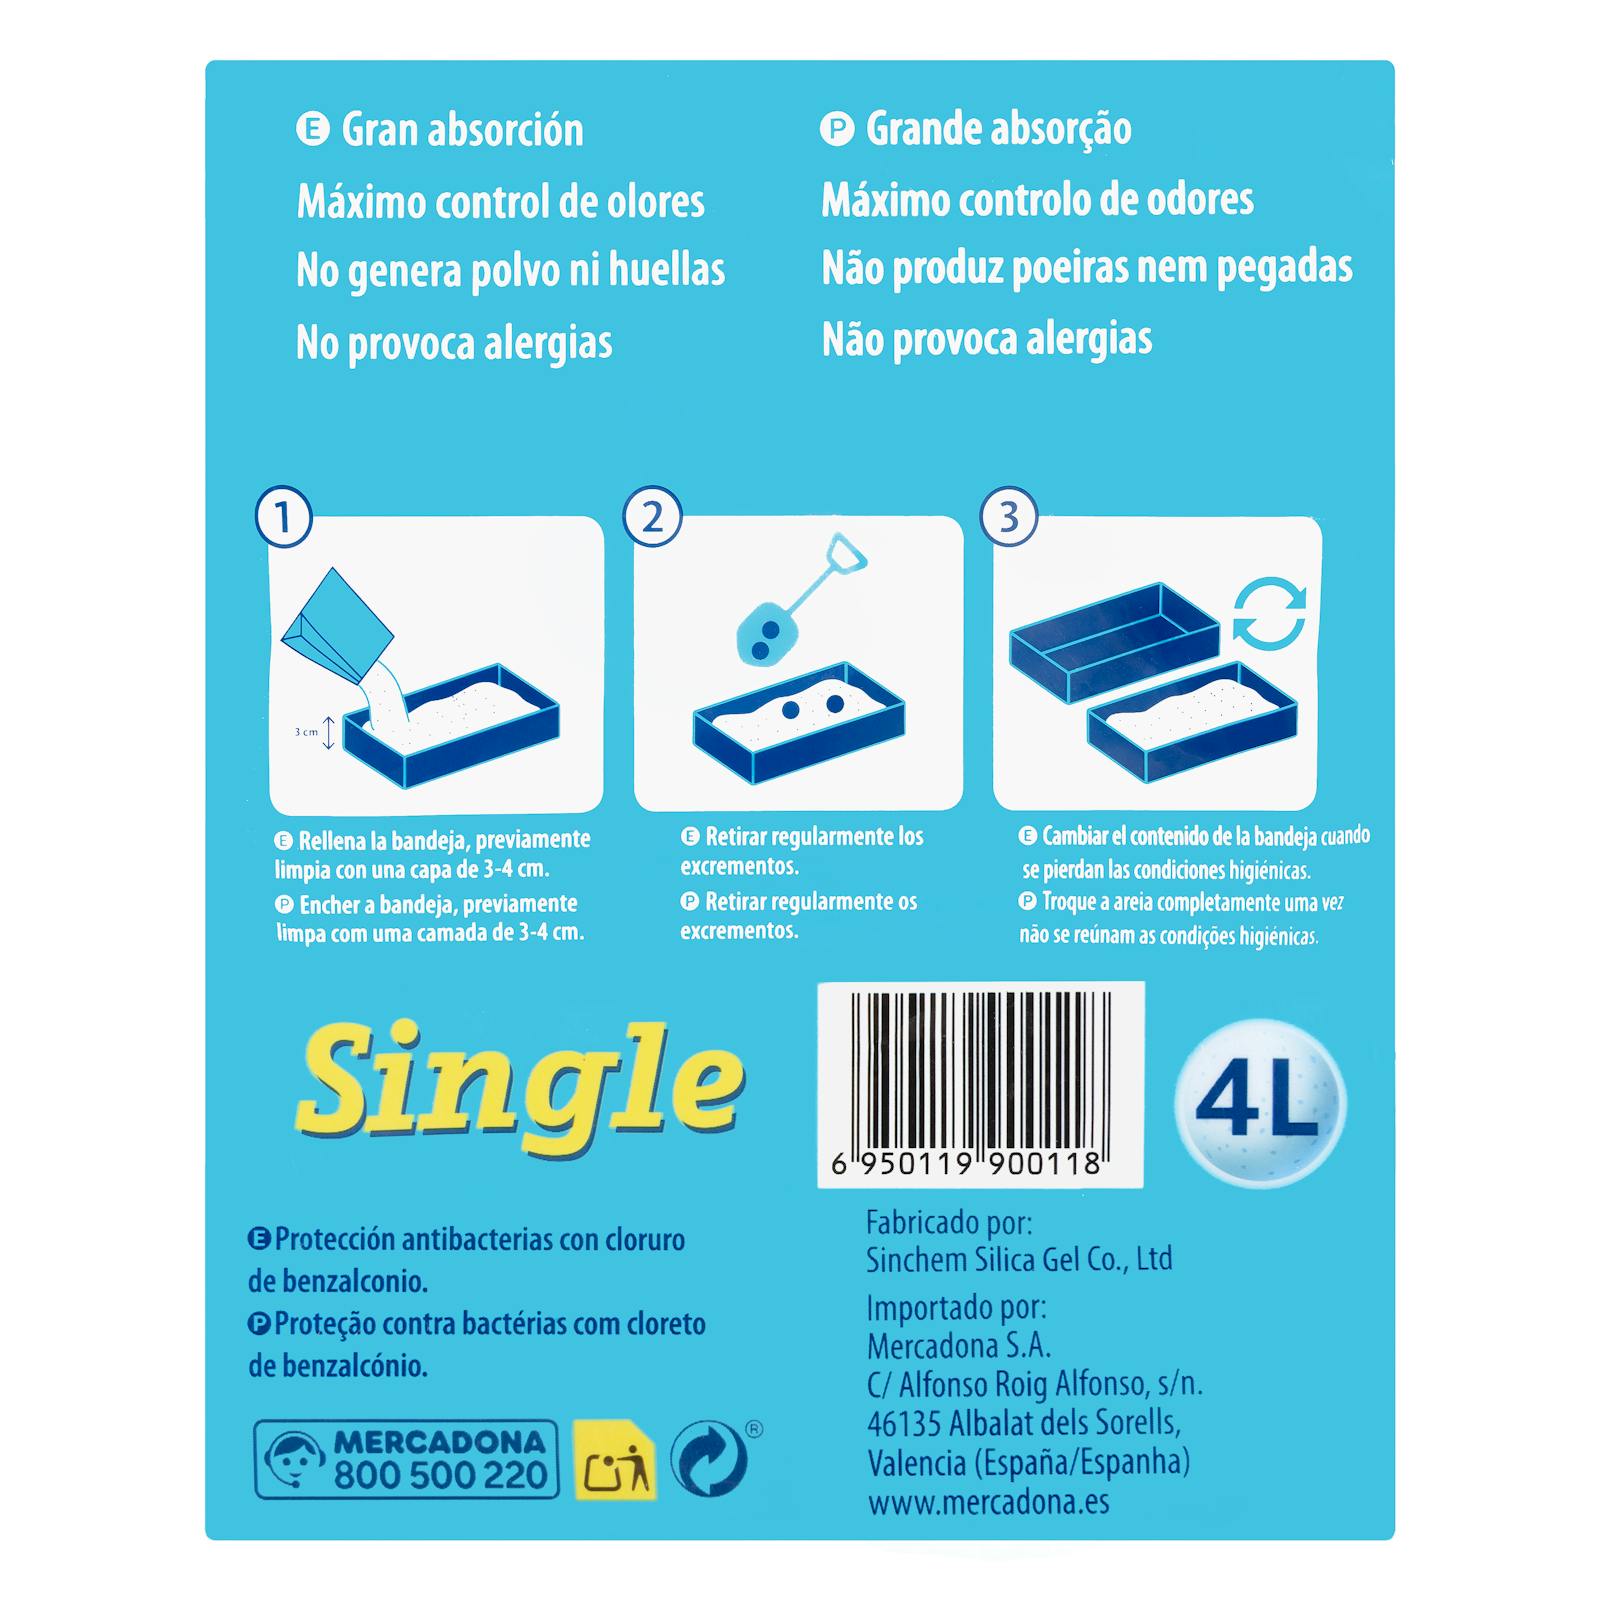 E Gran absorción
Máximo control de olores
No genera polvo ni huellas
No provoca alergias
P Grande absorção
Máximo controlo de odores
Não produz poeiras nem pegadas
Não provoca alergias
1
3 cm
E Rellena la bandeja, previamente
limpia con una capa de 3-4 cm.
P Encher a bandeja, previamente
limpa com uma camada de 3-4 cm.
2
E Retirar regularmente los
excrementos.
P Retirar regularmente os
excrementos.
3
E Cambiar el contenido de la bandeja cuando
se pierdan las condiciones higiénicas.
P Troque a areia completamente uma vez
não se reúnam as condições higiénicas.
Single
6 950119 900118
4L
E Protección antibacterias con cloruro
de benzalconio.
P Proteção contra bactérias com cloreto
de benzalcónio.
MERCADONA
800 500 220
®
Fabricado por:
Sinchem Silica Gel Co., Ltd
Importado por:
Mercadona S.A.
C/ Alfonso Roig Alfonso, s/n.
46135 Albalat dels Sorells,
Valencia (España/Espanha)
www.mercadona.es